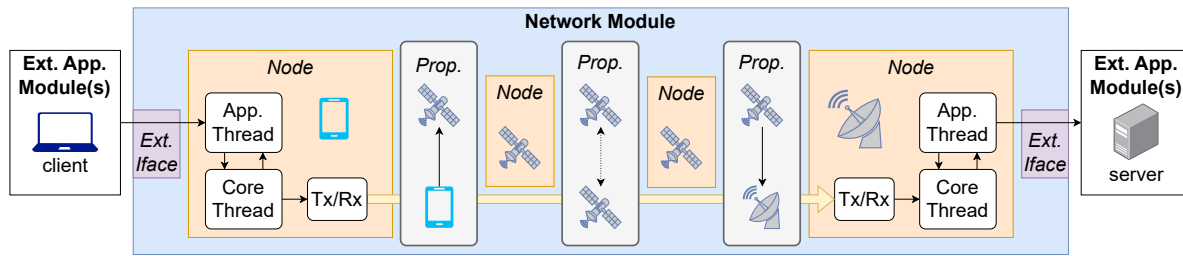 Network Module
Ext. App.
Module(s)
client
Ext.
Iface
Node
App.
Thread
Core
Thread
Tx/Rx
Prop.
Node
Prop.
Node
Prop.
Node
App.
Thread
Tx/Rx
Core
Thread
Ext.
Iface
Ext. App.
Module(s)
server